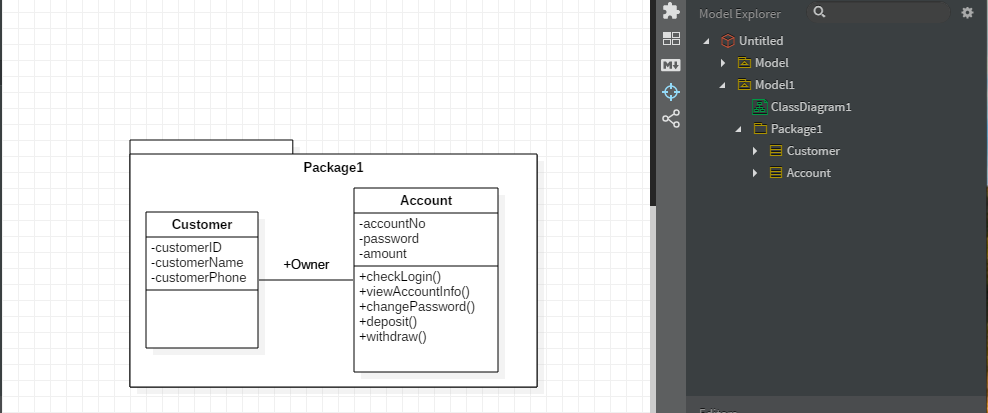 Package1
Customer
-customerID
-customerName
-customerPhone
+Owner
Account
-accountNo
-password
-amount
+checkLogin()
+viewAccountInfo()
+changePassword()
+deposit()
+withdraw()
M↓
Model Explorer
Untitled
Model
Model1
ClassDiagram1
Package1
Customer
Account